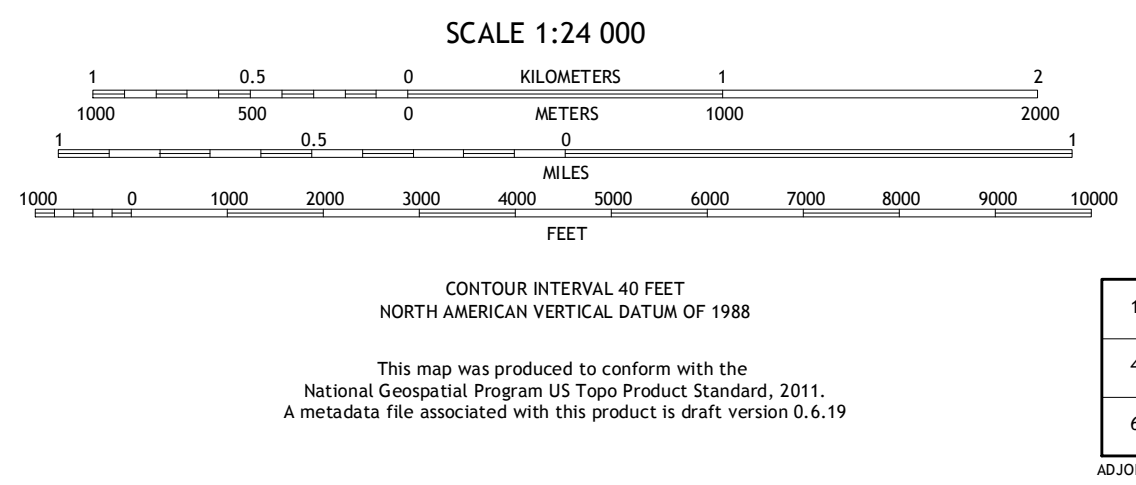 SCALE 1:24 000
1 0.5 0 KILOMETERS 1 2
1000 500 0 METERS 1000 2000
1 0.5 0 1
MILES
1000 0 1000 2000 3000 4000 5000 6000 7000 8000 9000 10000
FEET
CONTOUR INTERVAL 40 FEET
NORTH AMERICAN VERTICAL DATUM OF 1988
This map was produced to conform with the
National Geospatial Program US Topo Product Standard, 2011.
A metadata file associated with this product is draft version 0.6.19
1
4
6